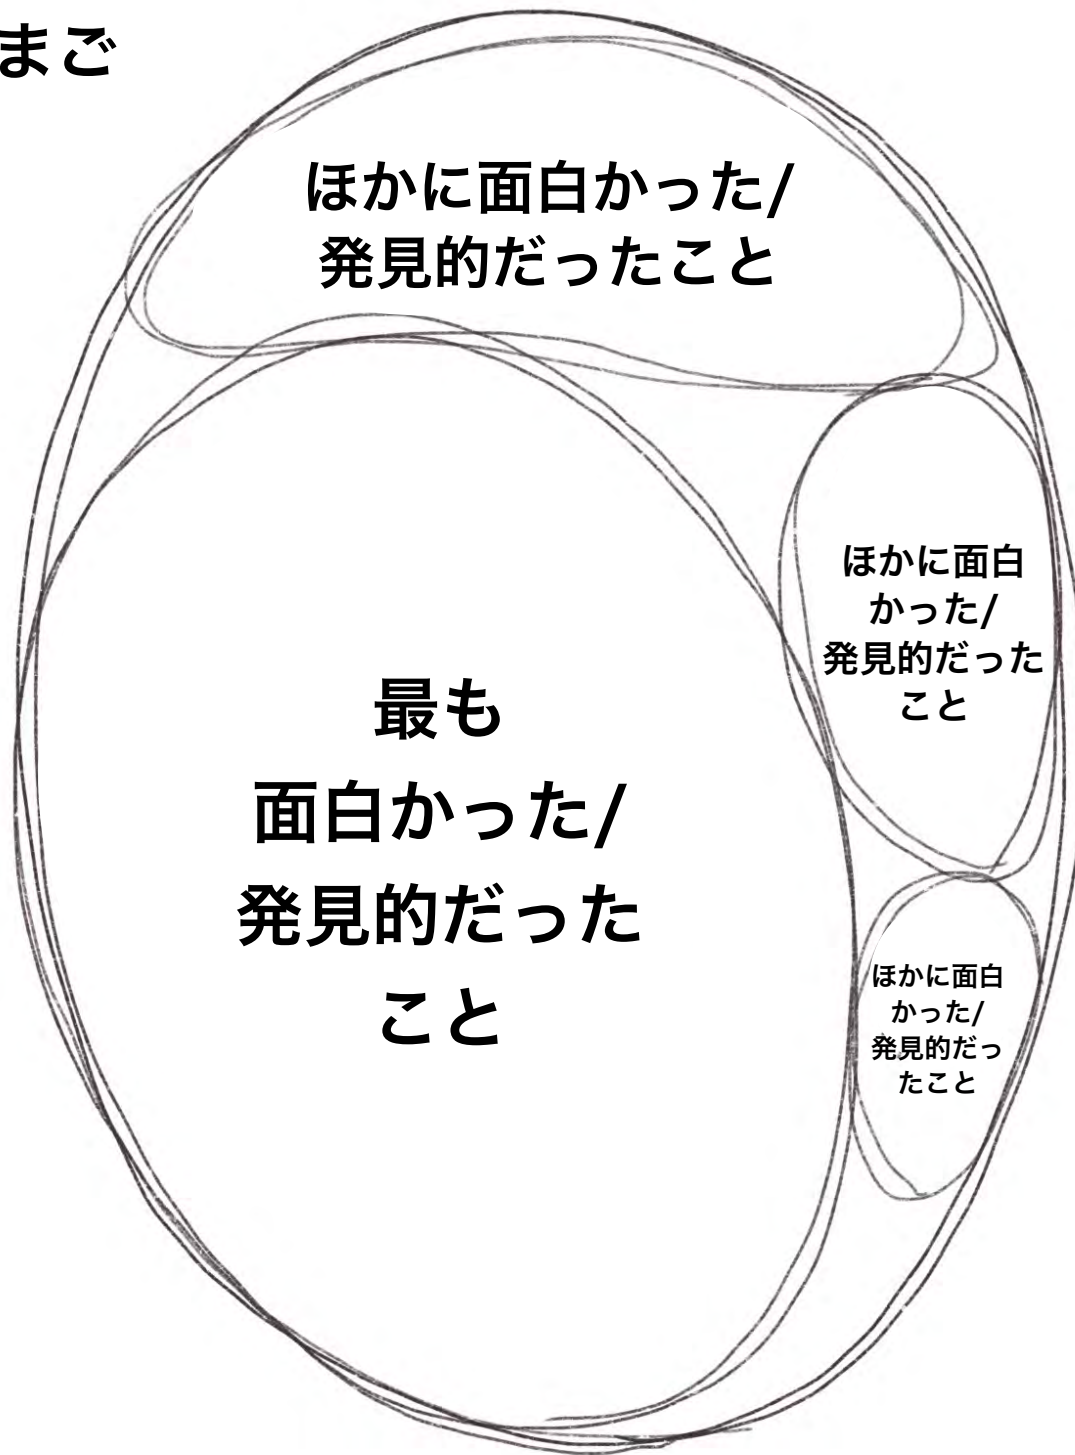 まご
ほかに面白かった/
発見的だったこと
ほかに面白
かった/
発見的だった
こと
最も
面白かった/
発見的だった
こと
ほかに面白
かった/
発見的だっ
たこと